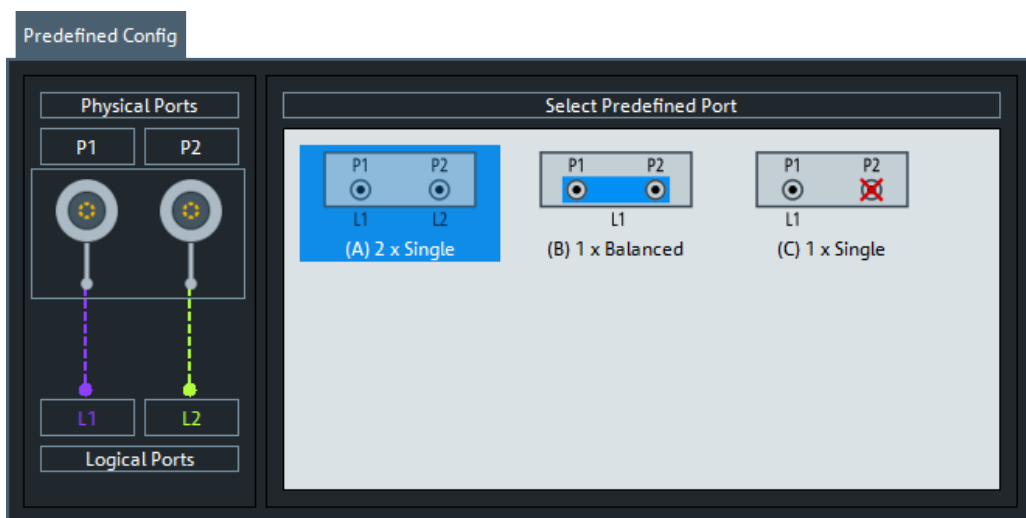 Predefined Config
Physical Ports
P1 P2
L1 L2
Logical Ports
Select Predefined Port
P1 P2
L1 L2
(A) 2 x Single
P1 P2
L1
(B) 1 x Balanced
P1 P2
L1
(C) 1 x Single